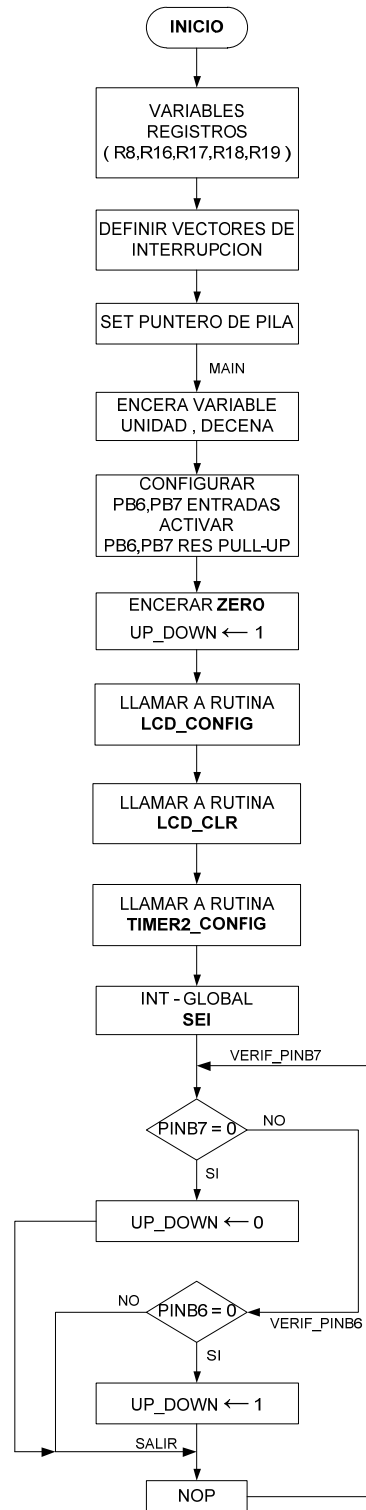 INICIO
VARIABLES
REGISTROS
( R8,R16,R17,R18,R19 )
DEFINIR VECTORES DE
INTERRUPCION
SET PUNTERO DE PILA
MAIN
ENCERA VARIABLE
UNIDAD , DECENA
CONFIGURAR
PB6,PB7 ENTRADAS
ACTIVAR
PB6,PB7 RES PULL-UP
ENCERAR ZERO
UP_DOWN ← 1
LLAMAR A RUTINA
LCD_CONFIG
LLAMAR A RUTINA
LCD_CLR
LLAMAR A RUTINA
TIMER2_CONFIG
INT - GLOBAL
SEI
VERIF_PINB7
PINB7 = 0
NO
SI
UP_DOWN ← 0
NO
PINB6 = 0
VERIF_PINB6
SI
UP_DOWN ← 1
SALIR
NOP